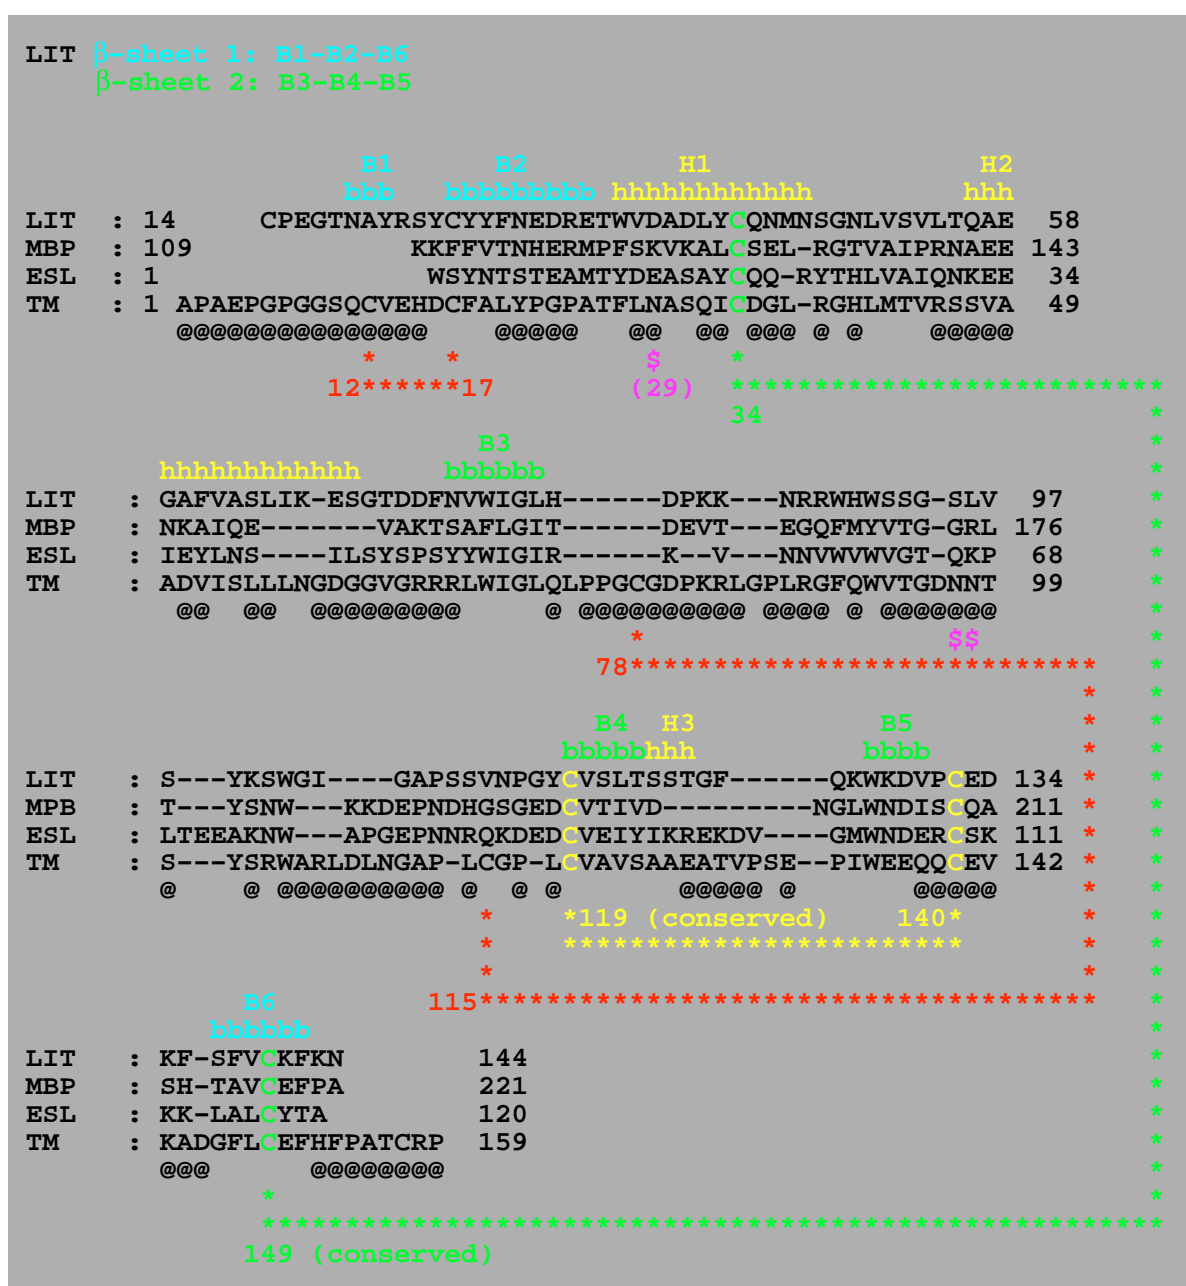 LIT β-sheet 1: B1-B2-B6
β-sheet 2: B3-B4-B5
B1 B2 H1 H2
bbb bbbbbbbbb hhhhhhhhhhhh hhh
LIT : 14 CPEGTNAYRSYCYYFNEDRETWVDADLYCQNMNSGNLVSVLTQAE 58
MBP : 109 KKFFVTNHERMPFSKVKALCSEL-RGTVAIPRNAEE 143
ESL : 1 WSYNTSTEAMTYDEASAYCQQ-RYTHLVAIQNKEE 34
TM : 1 APAEPGPGGSQCVEHDCFALYPGPATFLNASQICDGL-RGHLMTVRSSVA 49
@@@@@@@@@@@@@@@ @@@@@ @@ @@ @@@ @ @ @@@@@
* * $ *
12******17 (29) **************************
34 *
B3 *
hhhhhhhhhhhh bbbbbb *
LIT : GAFVASLIK-ESGTDDFNVWIGLH------DPKK---NRRWHWSSG-SLV 97 *
MBP : NKAIQE-------VAKTSAFLGIT------DEVT---EGQFMYVTG-GRL 176 *
ESL : IEYLNS----ILSYSPSYYWIGIR------K--V---NNVWVWVGT-QKP 68 *
TM : ADVISLLLNGDGGVGRRRLWIGLQLPPGCGDPKRLGPLRGFQWVTGDNNT 99 *
@@ @@ @@@@@@@@@ @ @@@@@@@@@@ @@@@ @ @@@@@@@ *
* $$ *
78**************************** *
* *
B4 H3 B5 * *
bbbbbhhh bbbb * *
LIT : S---YKSWGI----GAPSSVNPGYCVSLTSSTGF------QKWKDVPCED 134 * *
MPB : T---YSNW---KKDEPNDHGSGEDCVTIVD---------NGLWNDISCQA 211 * *
ESL : LTEEAKNW---APGEPNNRQKDEDCVEIYIKREKDV----GMWNDERCSK 111 * *
TM : S---YSRWARLDLNGAP-LCGP-LCVAVSAAEATVPSE--PIWEEQQCEV 142 * *
@ @ @@@@@@@@@@ @ @ @ @@@@@ @ @@@@@ * *
* *119 (conserved) 140* * *
* ************************ * *
* * *
B6 115************************************* *
bbbbbb *
LIT : KF-SFVCKFKN 144 *
MBP : SH-TAVCEFPA 221 *
ESL : KK-LALCYTA 120 *
TM : KADGFLCEFHFPATCRP 159 *
@@@ @@@@@@@@ *
* *
******************************************************
149 (conserved)